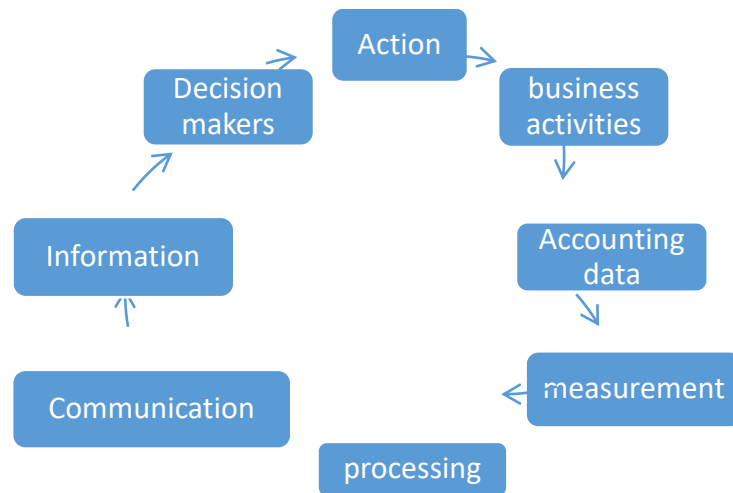 Action
Decision
makers
business
activities
Information
Accounting
data
Communication
measurement
processing